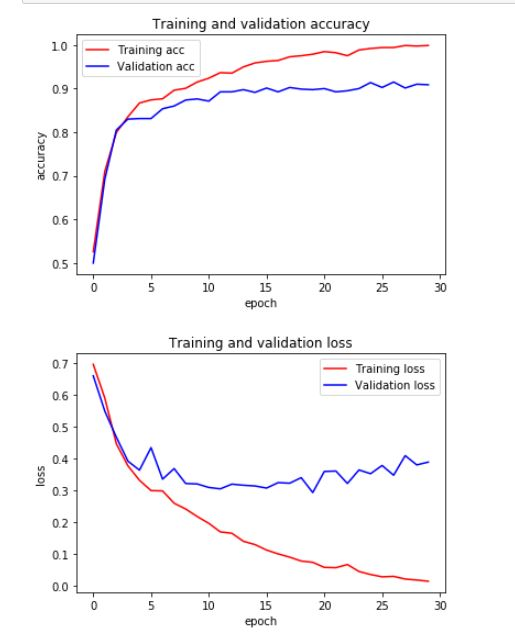 Training and validation accuracy
Training acc
Validation acc
1.0
0.9
0.8
0.7
0.6
0.5
accuracy
0 5 10 15 20 25 30
epoch
Training and validation loss
Training loss
Validation loss
0.7
0.6
0.5
0.4
0.3
0.2
0.1
0.0
loss
0 5 10 15 20 25 30
epoch